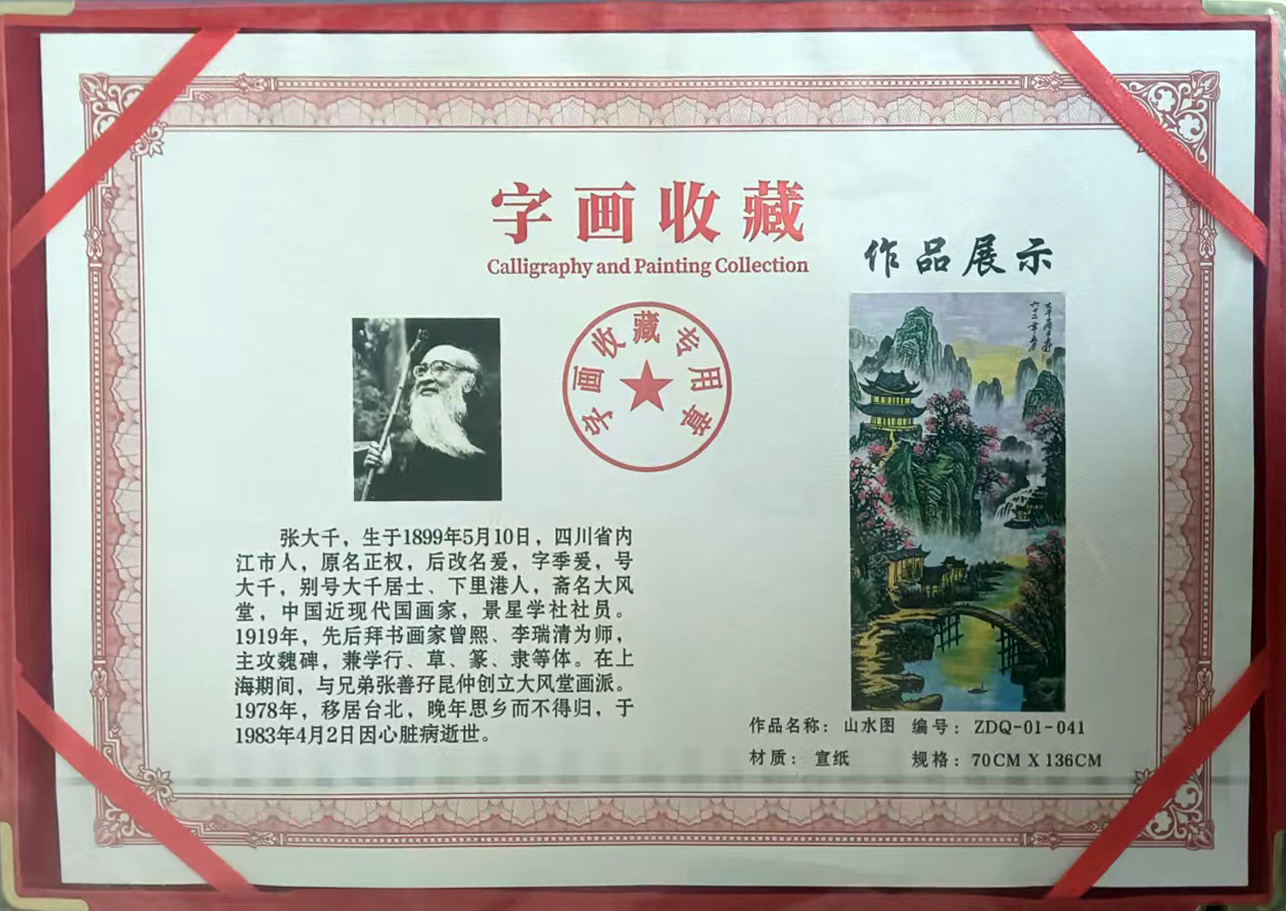 字画收藏
Calligraphy and Painting Collection
作品展示
字画收藏专用章
张大千，生于1899年5月10日，四川省内
江市人，原名正权，后改名爰，字季爰，号
大千，别号大千居士、下里港人，斋名大风
堂，中国近现代国画家，景星学社社员。
1919年，先后拜书画家曾熙、李瑞清为师，
主攻魏碑，兼学行、草、篆、隶等体。在上
海期间，与兄弟张善孖昆仲创立大风堂画派。
1978年，移居台北，晚年思乡而不得归，于
1983年4月2日因心脏病逝世。
作品名称：山水图 编号：ZDQ-01-041
材质：宣纸 规格：70CM X 136CM